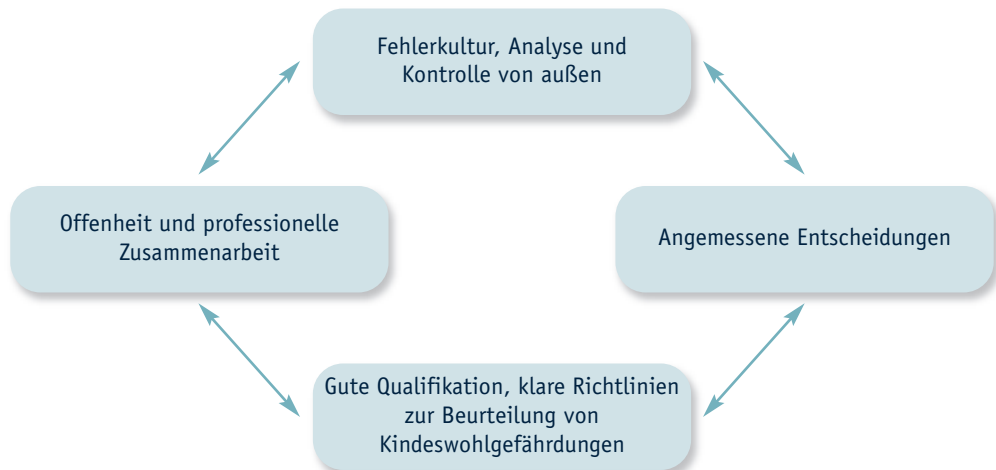 Fehlerkultur, Analyse und
Kontrolle von außen
Offenheit und professionelle
Zusammenarbeit
Angemessene Entscheidungen
Gute Qualifikation, klare Richtlinien
zur Beurteilung von
Kindeswohlgefährdungen